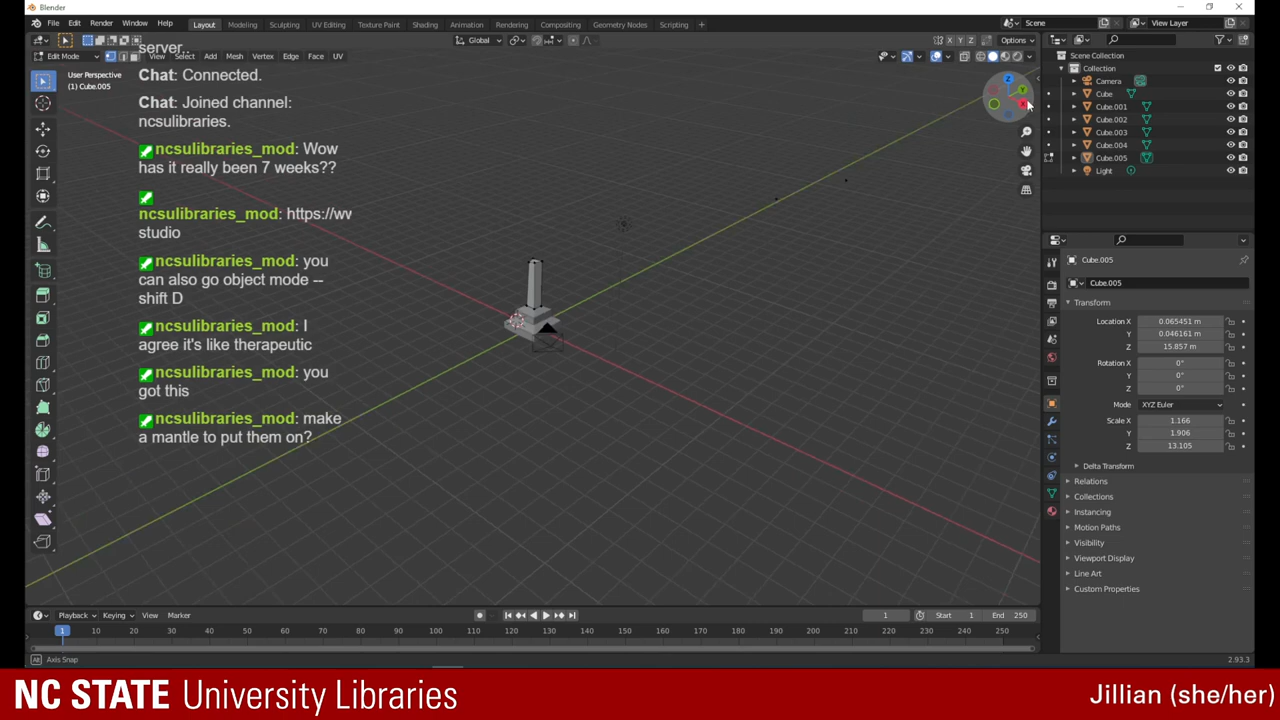 Blender
File Edit Render Window Help Layout Modeling Sculpting UV Editing Texture Paint Shading Animation Rendering Compositing Geometry Nodes Scripting + Scene View Layer
Global Options
X Y Z
Edit Mode View Select Add Mesh Vertex Edge Face UV
User Perspective
(1) Cube.005
server..
Chat: Connected.
Chat: Joined channel:
ncsulibraries.
ncsulibraries_mod: Wow
has it really been 7 weeks??
ncsulibraries_mod: https://ww
studio
ncsulibraries_mod: you
can also go object mode --
shift D
ncsulibraries_mod: I
agree it's like therapeutic
ncsulibraries_mod: you
got this
ncsulibraries_mod: make
a mantle to put them on?
Z
Y
X
Scene Collection
Collection
Camera
Cube
Cube.001
Cube.002
Cube.003
Cube.004
Cube.005
Light
Cube.005
Cube.005
Transform
Location X 0.065451 m
Y 0.046161 m
Z 15.857 m
Rotation X 0°
Y 0°
Z 0°
Mode XYZ Euler
Scale X 1.166
Y 1.906
Z 13.105
Delta Transform
Relations
Collections
Instancing
Motion Paths
Visibility
Viewport Display
Line Art
Custom Properties
Playback Keying View Marker 1 Start 1 End 250
1 10 20 30 40 50 60 70 80 90 100 110 120 130 140 150 160 170 180 190 200 210 220 230 240 250
Axis Snap 2.93.3
NC STATE University Libraries
Jillian (she/her)